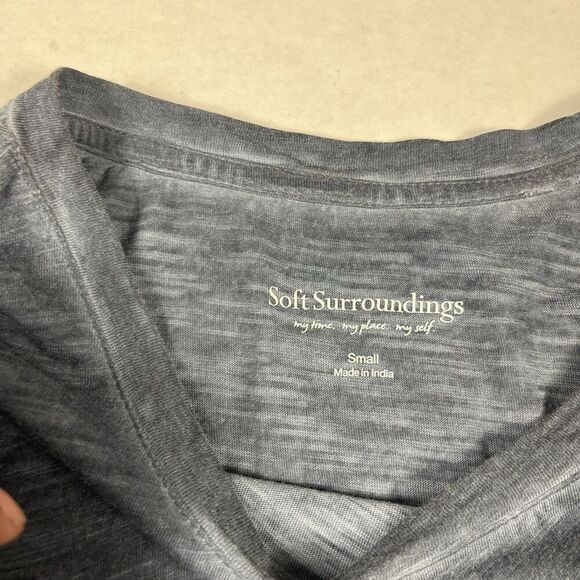 Soft Surroundings
my time. my place. my self.
Small
Made in India